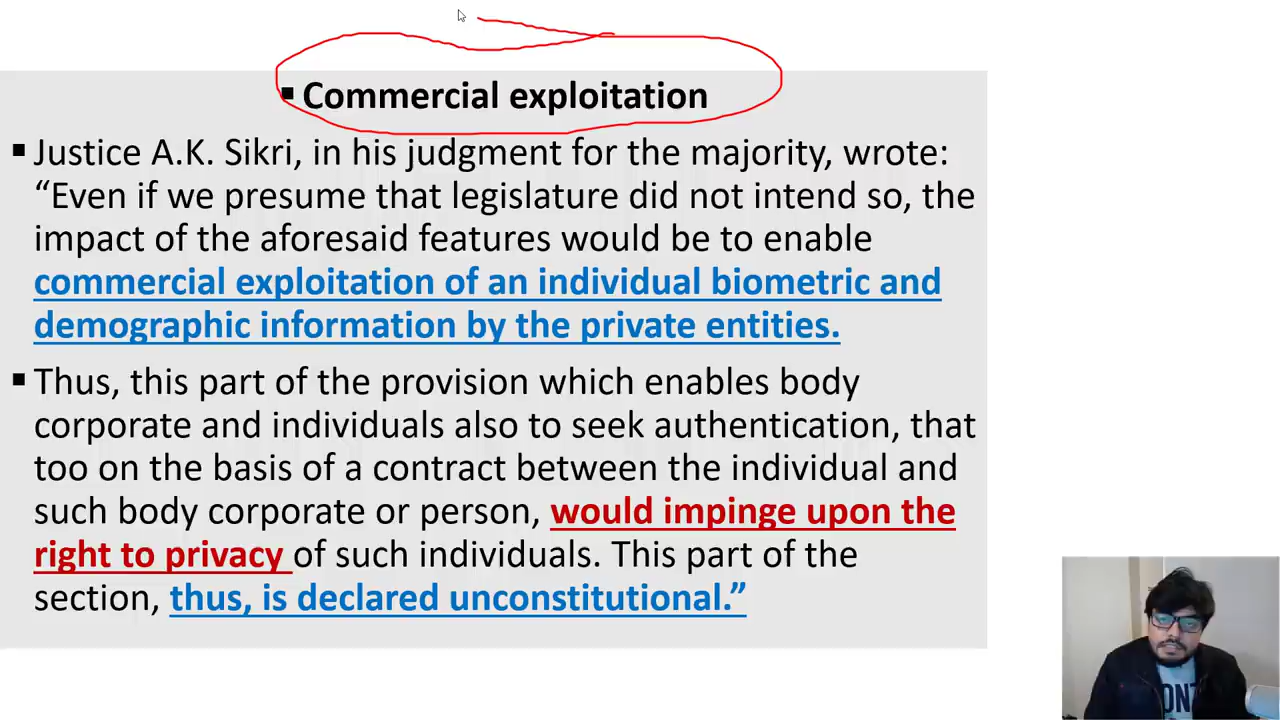 ▪ Commercial exploitation
▪ Justice A.K. Sikri, in his judgment for the majority, wrote:
“Even if we presume that legislature did not intend so, the
impact of the aforesaid features would be to enable
commercial exploitation of an individual biometric and
demographic information by the private entities.
▪ Thus, this part of the provision which enables body
corporate and individuals also to seek authentication, that
too on the basis of a contract between the individual and
such body corporate or person, would impinge upon the
right to privacy of such individuals. This part of the
section, thus, is declared unconstitutional.”